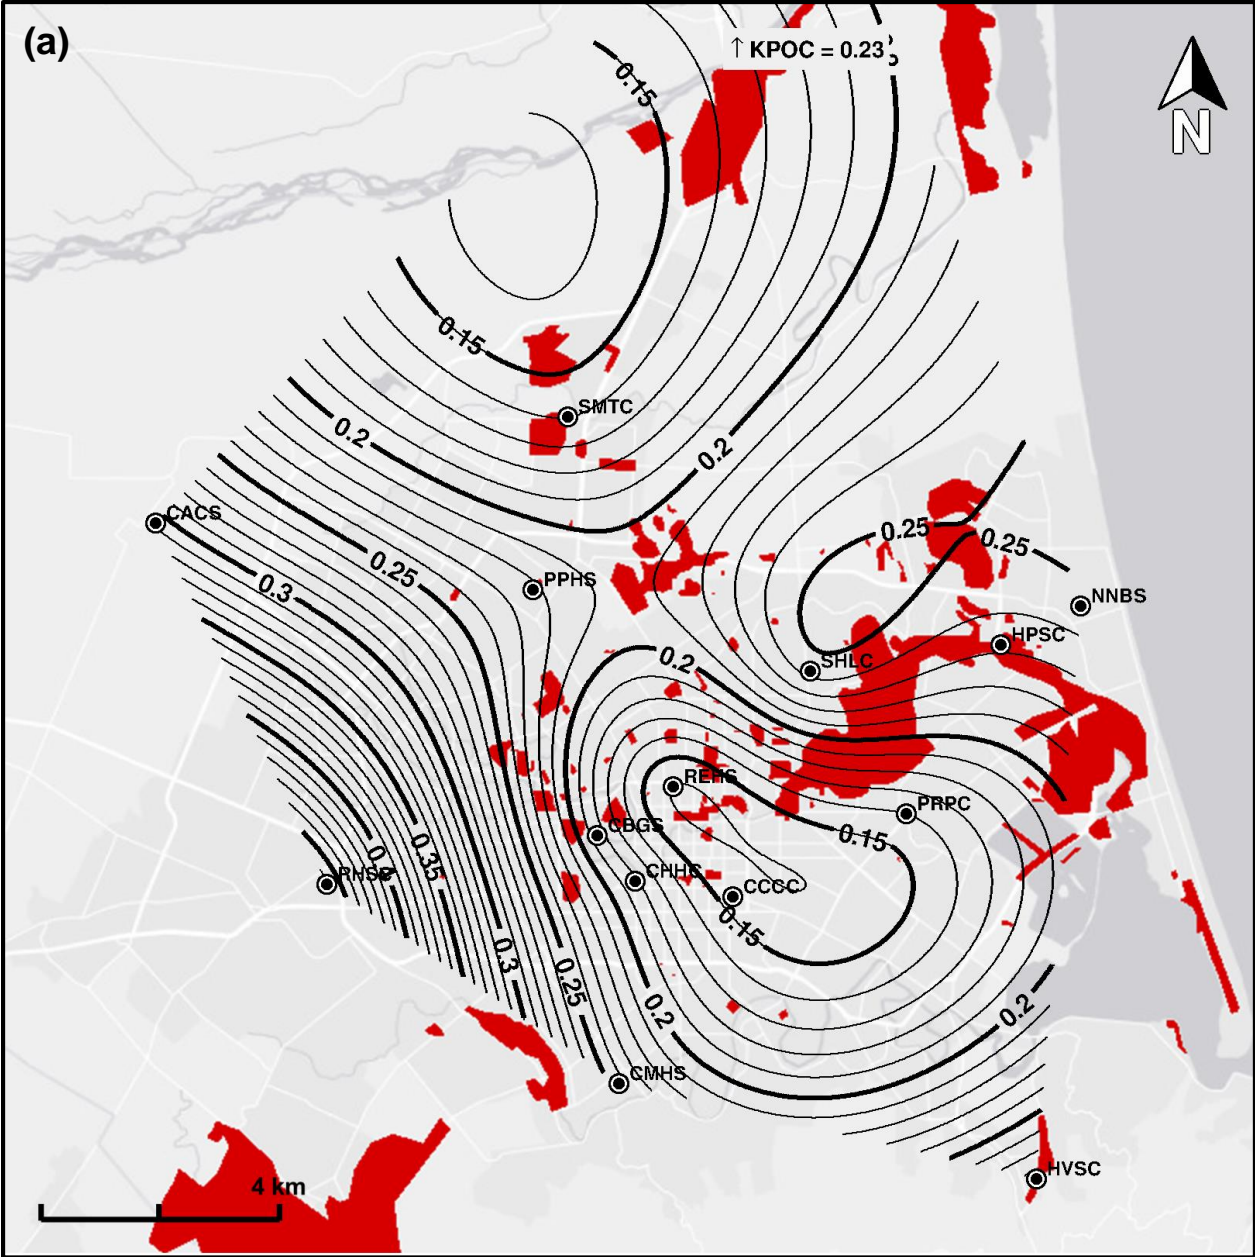 (a)
↑ KPOC = 0.23
0.15
N
0.15
SMTC
0.2
0.2
CACS
0.25
0.25
0.25
PPHS
0.3
NNBS
HPSC
0.2
SHLC
REHS
PRPC
CBGS
0.15
0.35
RHSC
CHHC
CCCC
0.15
0.3
0.25
0.2
0.2
CMHS
HVSC
4 km